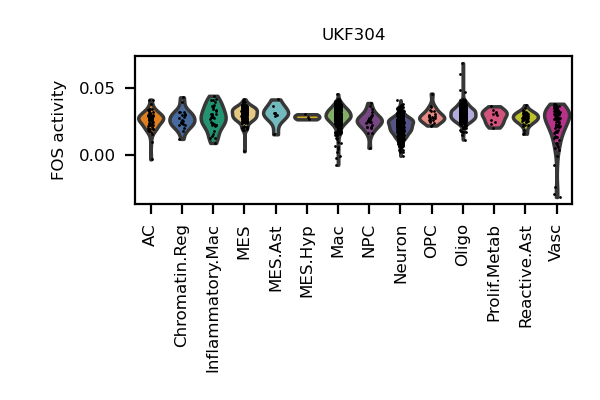 UKF304
FOS activity
0.05
0.00
AC
Chromatin.Reg
Inflammatory.Mac
MES
MES.Ast
MES.Hyp
Mac
NPC
Neuron
OPC
Oligo
Prolif.Metab
Reactive.Ast
Vasc